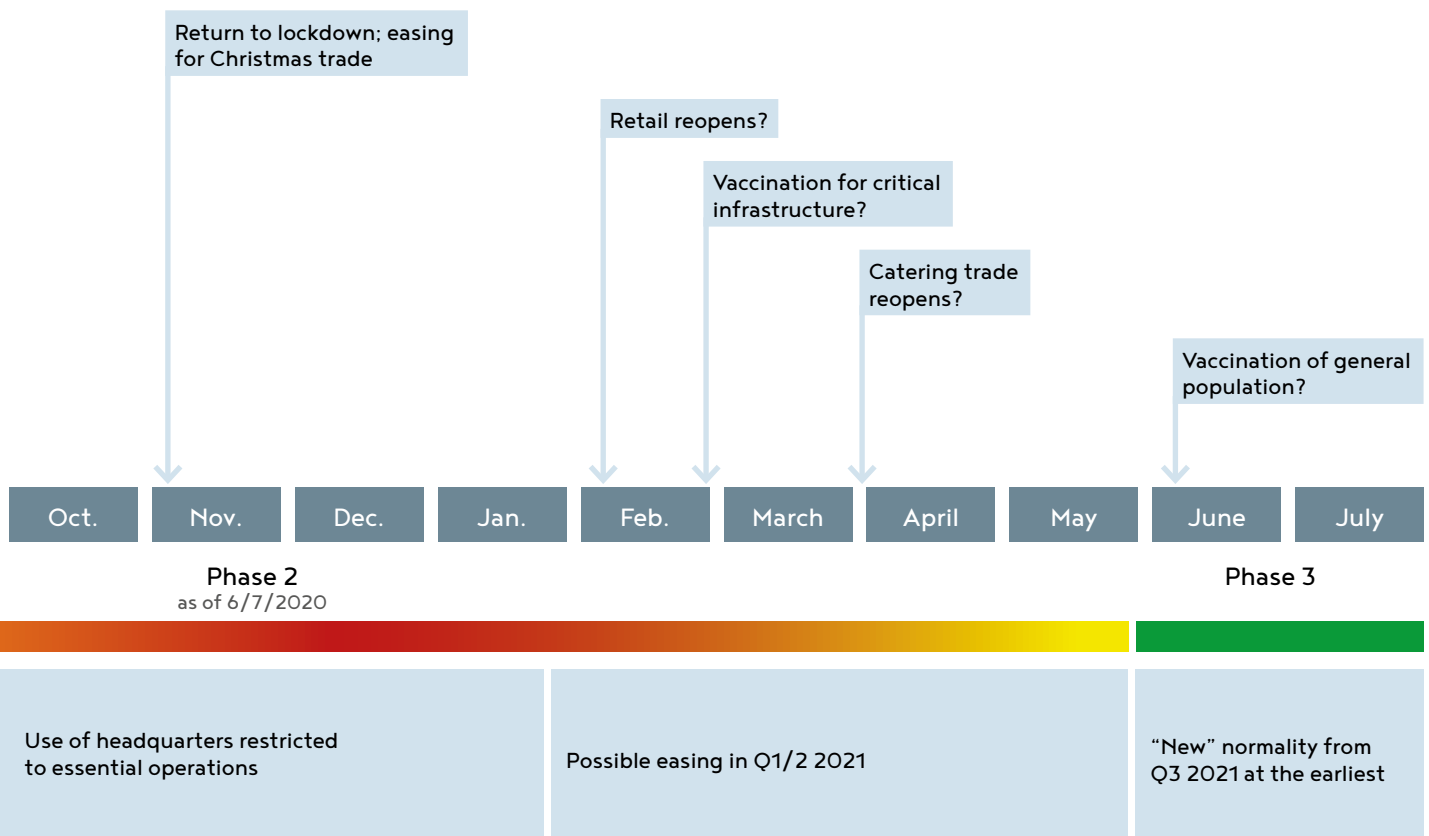 Return to lockdown; easing
for Christmas trade
Retail reopens?
Vaccination for critical
infrastructure?
Catering trade
reopens?
Vaccination of general
population?
Oct.
Nov.
Dec.
Jan.
Feb.
March
April
May
June
July
Phase 2
as of 6/7/2020
Phase 3
Use of headquarters restricted
to essential operations
Possible easing in Q1/2 2021
“New” normality from
Q3 2021 at the earliest